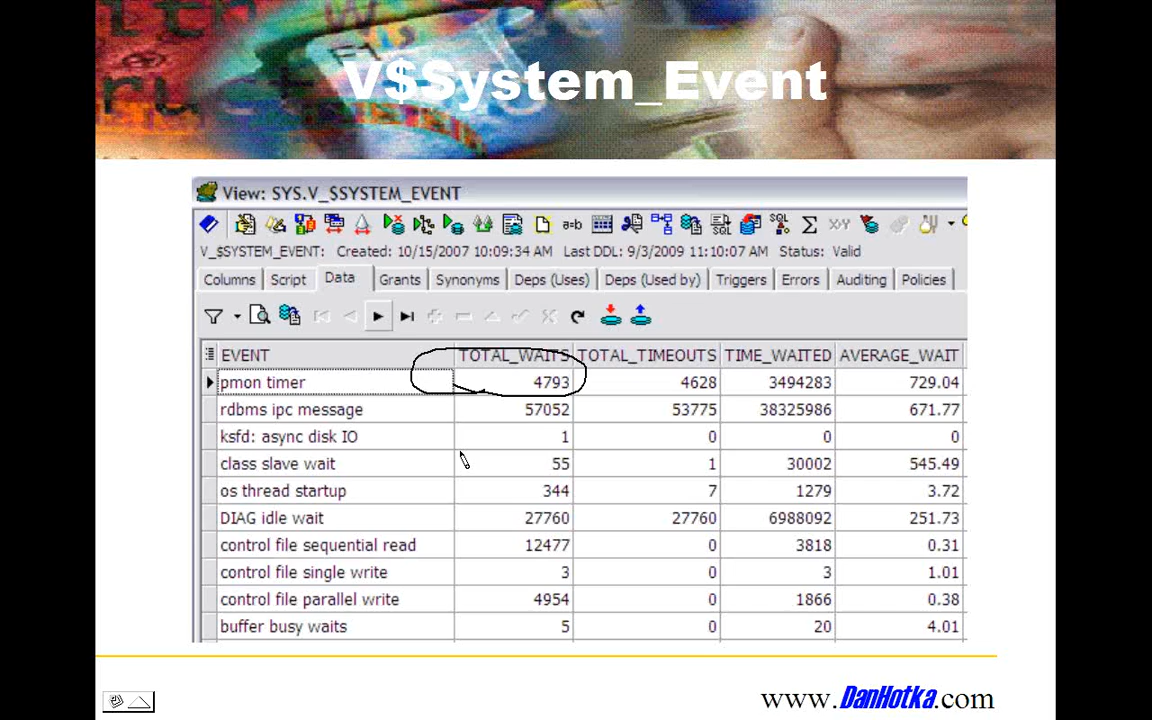 V$System_Event
View: SYS.V_$SYSTEM_EVENT
V_$SYSTEM_EVENT: Created: 10/15/2007 10:09:34 AM Last DDL: 9/3/2009 11:10:07 AM Status: Valid
Columns Script Data Grants Synonyms Deps (Uses) Deps (Used by) Triggers Errors Auditing Policies
EVENT TOTAL_WAITS TOTAL_TIMEOUTS TIME_WAITED AVERAGE_WAIT
pmon timer 4793 4628 3494283 729.04
rdbms ipc message 57052 53775 38325986 671.77
ksfd: async disk IO 1 0 0 0
class slave wait 55 1 30002 545.49
os thread startup 344 7 1279 3.72
DIAG idle wait 27760 27760 6988092 251.73
control file sequential read 12477 0 3818 0.31
control file single write 3 0 3 1.01
control file parallel write 4954 0 1866 0.38
buffer busy waits 5 0 20 4.01
www.DanHotka.com